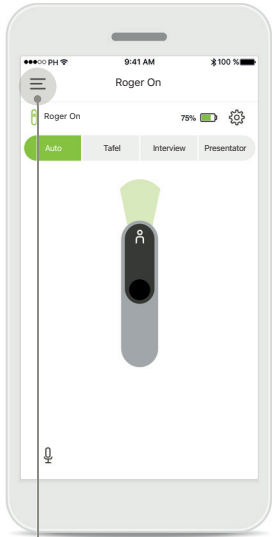 PH 9:41 AM 100 %
Roger On
Roger On 75%
Auto Tafel Interview Presentator